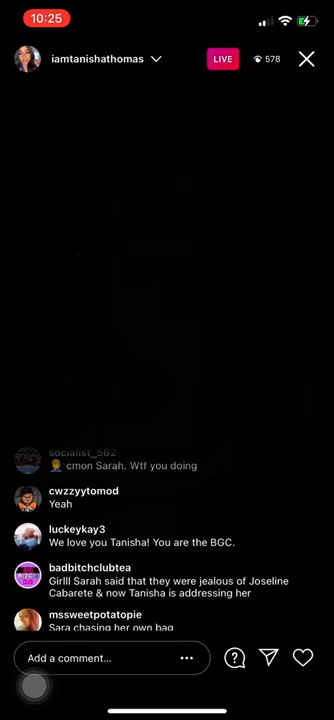 10:25
iamtanishathomas
LIVE
578
socialist_562
🤦‍♂️ cmon Sarah. Wtf you doing
cwzzyytomod
Yeah
luckeykay3
We love you Tanisha! You are the BGC.
badbitchclubtea
Girlll Sarah said that they were jealous of Joseline
Cabarete & now Tanisha is addressing her
mssweetpotatopie
Sara chasing her own bag
Add a comment...